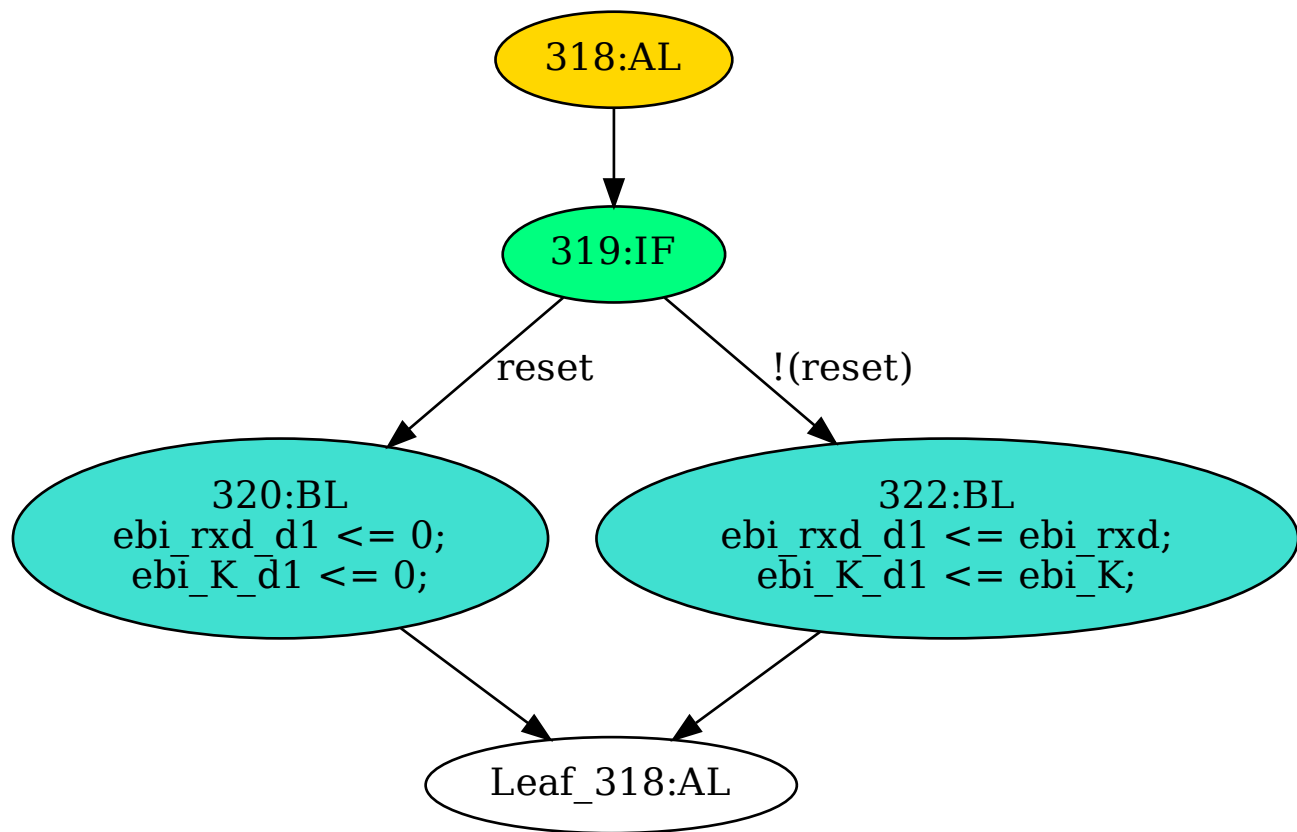 318:AL
319:IF
reset
!(reset)
320:BL
ebi_rxd_d1 <= 0;
ebi_K_d1 <= 0;
322:BL
ebi_rxd_d1 <= ebi_rxd;
ebi_K_d1 <= ebi_K;
Leaf_318:AL